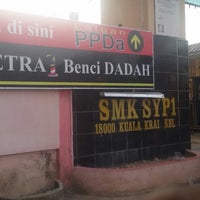 di sini
PPDa
ETRA Benci DADAH
SMK SYP1
18000 KUALA KRAI KEL